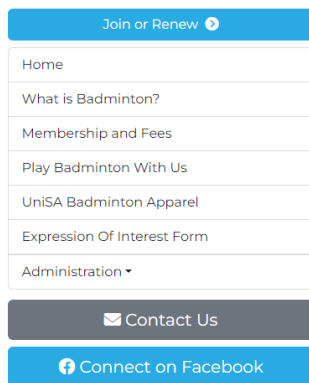 Join or Renew
Home
What is Badminton?
Membership and Fees
Play Badminton With Us
UniSA Badminton Apparel
Expression Of Interest Form
Administration
Contact Us
Connect on Facebook